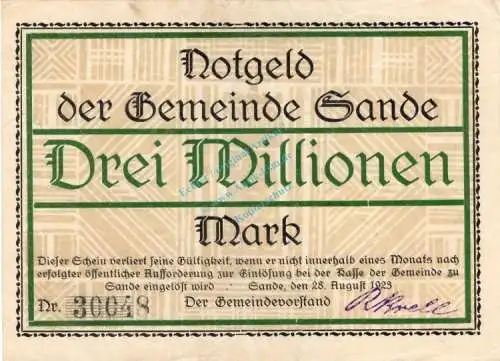 Notgeld
der Gemeinde Sande
Drei Millionen
Mark
Dieser Schein verliert seine Gültigkeit, wenn er nicht innerhalb eines Monats nach
erfolgter öffentlicher Aufforderung zur Einlösung bei der Kasse der Gemeinde zu
Sande eingelöst wird. Sande, den 28. August 1923
Nr. 30048 Der Gemeindevorstand